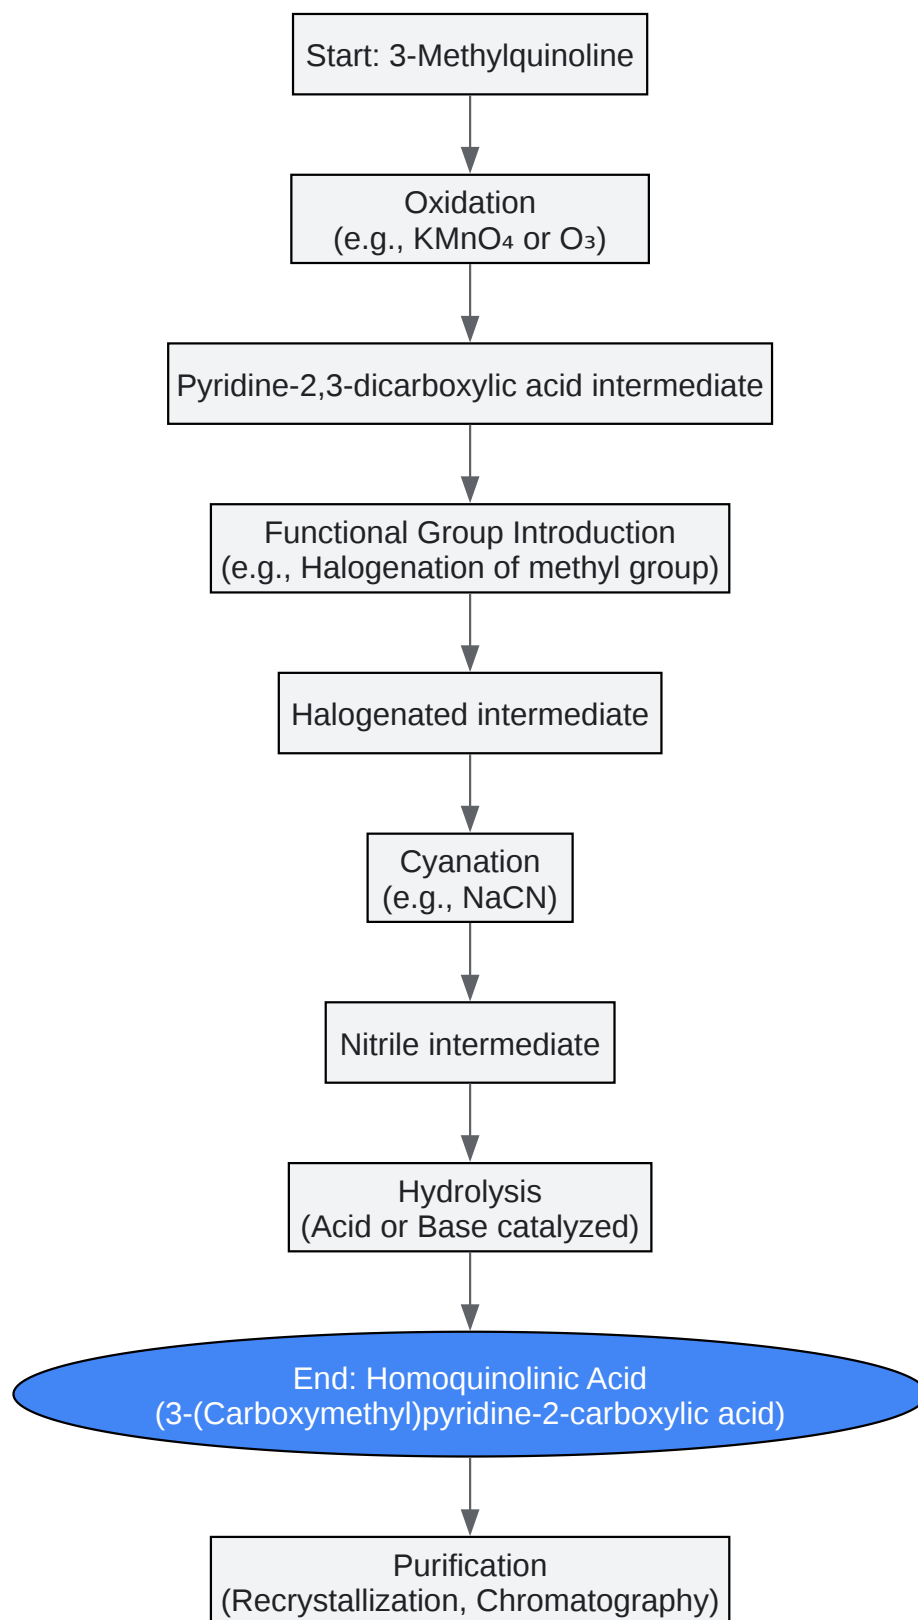 Start: 3-Methylquinoline
Oxidation
(e.g., KMnO₄ or O₃)
Pyridine-2,3-dicarboxylic acid intermediate
Functional Group Introduction
(e.g., Halogenation of methyl group)
Halogenated intermediate
Cyanation
(e.g., NaCN)
Nitrile intermediate
Hydrolysis
(Acid or Base catalyzed)
End: Homoquinolinic Acid
(3-(Carboxymethyl)pyridine-2-carboxylic acid)
Purification
(Recrystallization, Chromatography)